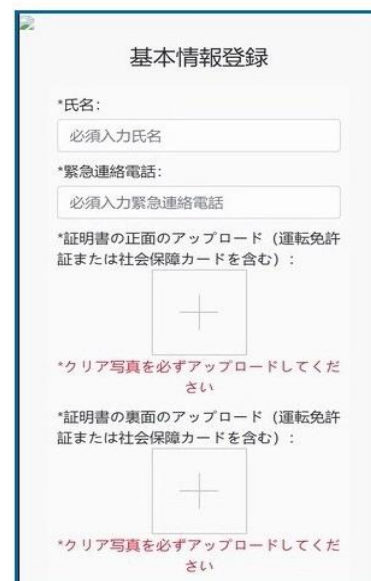 基本情報登録
*氏名:
必須入力氏名
*緊急連絡電話:
必須入力緊急連絡電話
*証明書の正面のアップロード（運転免許
証または社会保障カードを含む）:
*クリア写真を必ずアップロードしてくだ
さい
*証明書の裏面のアップロード（運転免許
証または社会保障カードを含む）:
*クリア写真を必ずアップロードしてくだ
さい